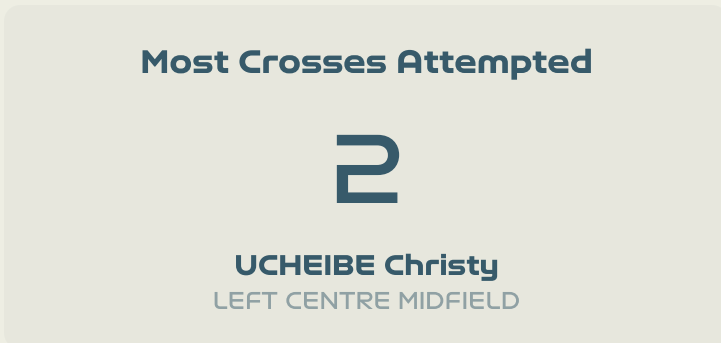 Most Crosses Attempted
2
UCHEIBE Christy
LEFT CENTRE MIDFIELD